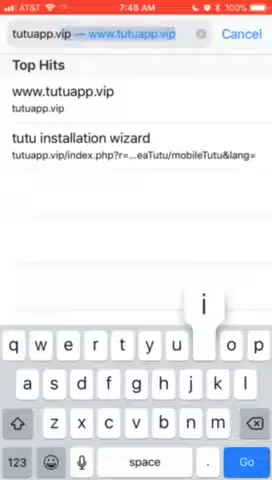 AT&T 7:48 AM 100%
tutuapp.vip — www.tutuapp.vip Cancel
Top Hits
www.tutuapp.vip
tutuapp.vip
tutu installation wizard
tutuapp.vip/index.php?r=...eaTutu/mobileTutu&lang=
i
q w e r t y u o p
a s d f g h j k l
z x c v b n m
123 space . Go